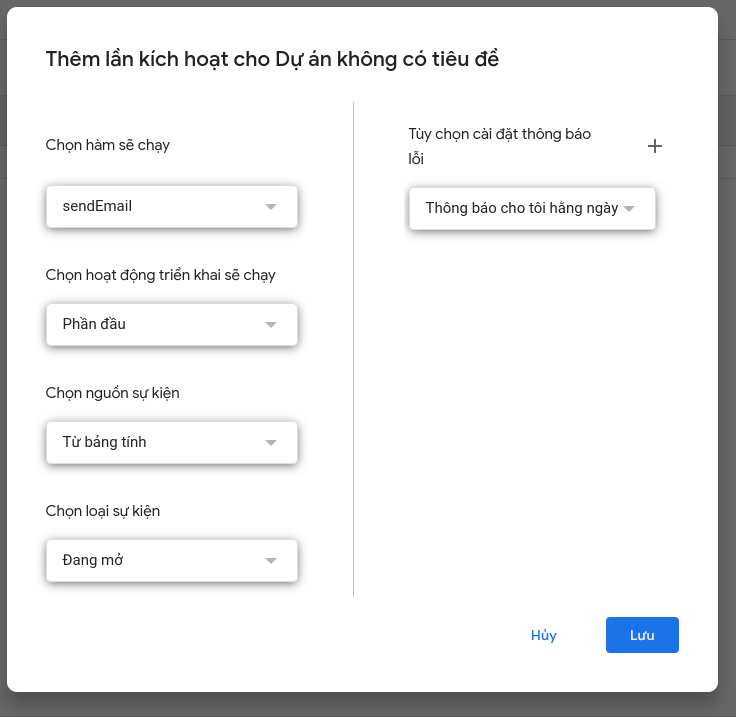 Thêm lần kích hoạt cho Dự án không có tiêu đề
Chọn hàm sẽ chạy
sendEmail
Chọn hoạt động triển khai sẽ chạy
Phần đầu
Chọn nguồn sự kiện
Từ bảng tính
Chọn loại sự kiện
Đang mở
Tùy chọn cài đặt thông báo
lỗi
Thông báo cho tôi hằng ngày
Hủy
Lưu